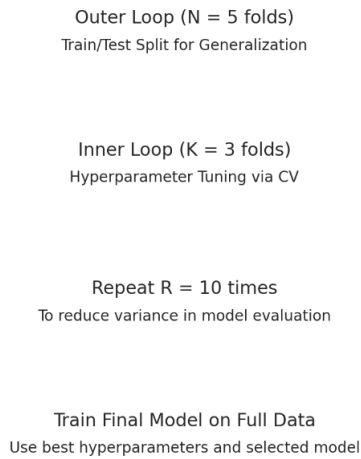 Outer Loop (N = 5 folds)
Train/Test Split for Generalization
Inner Loop (K = 3 folds)
Hyperparameter Tuning via CV
Repeat R = 10 times
To reduce variance in model evaluation
Train Final Model on Full Data
Use best hyperparameters and selected model